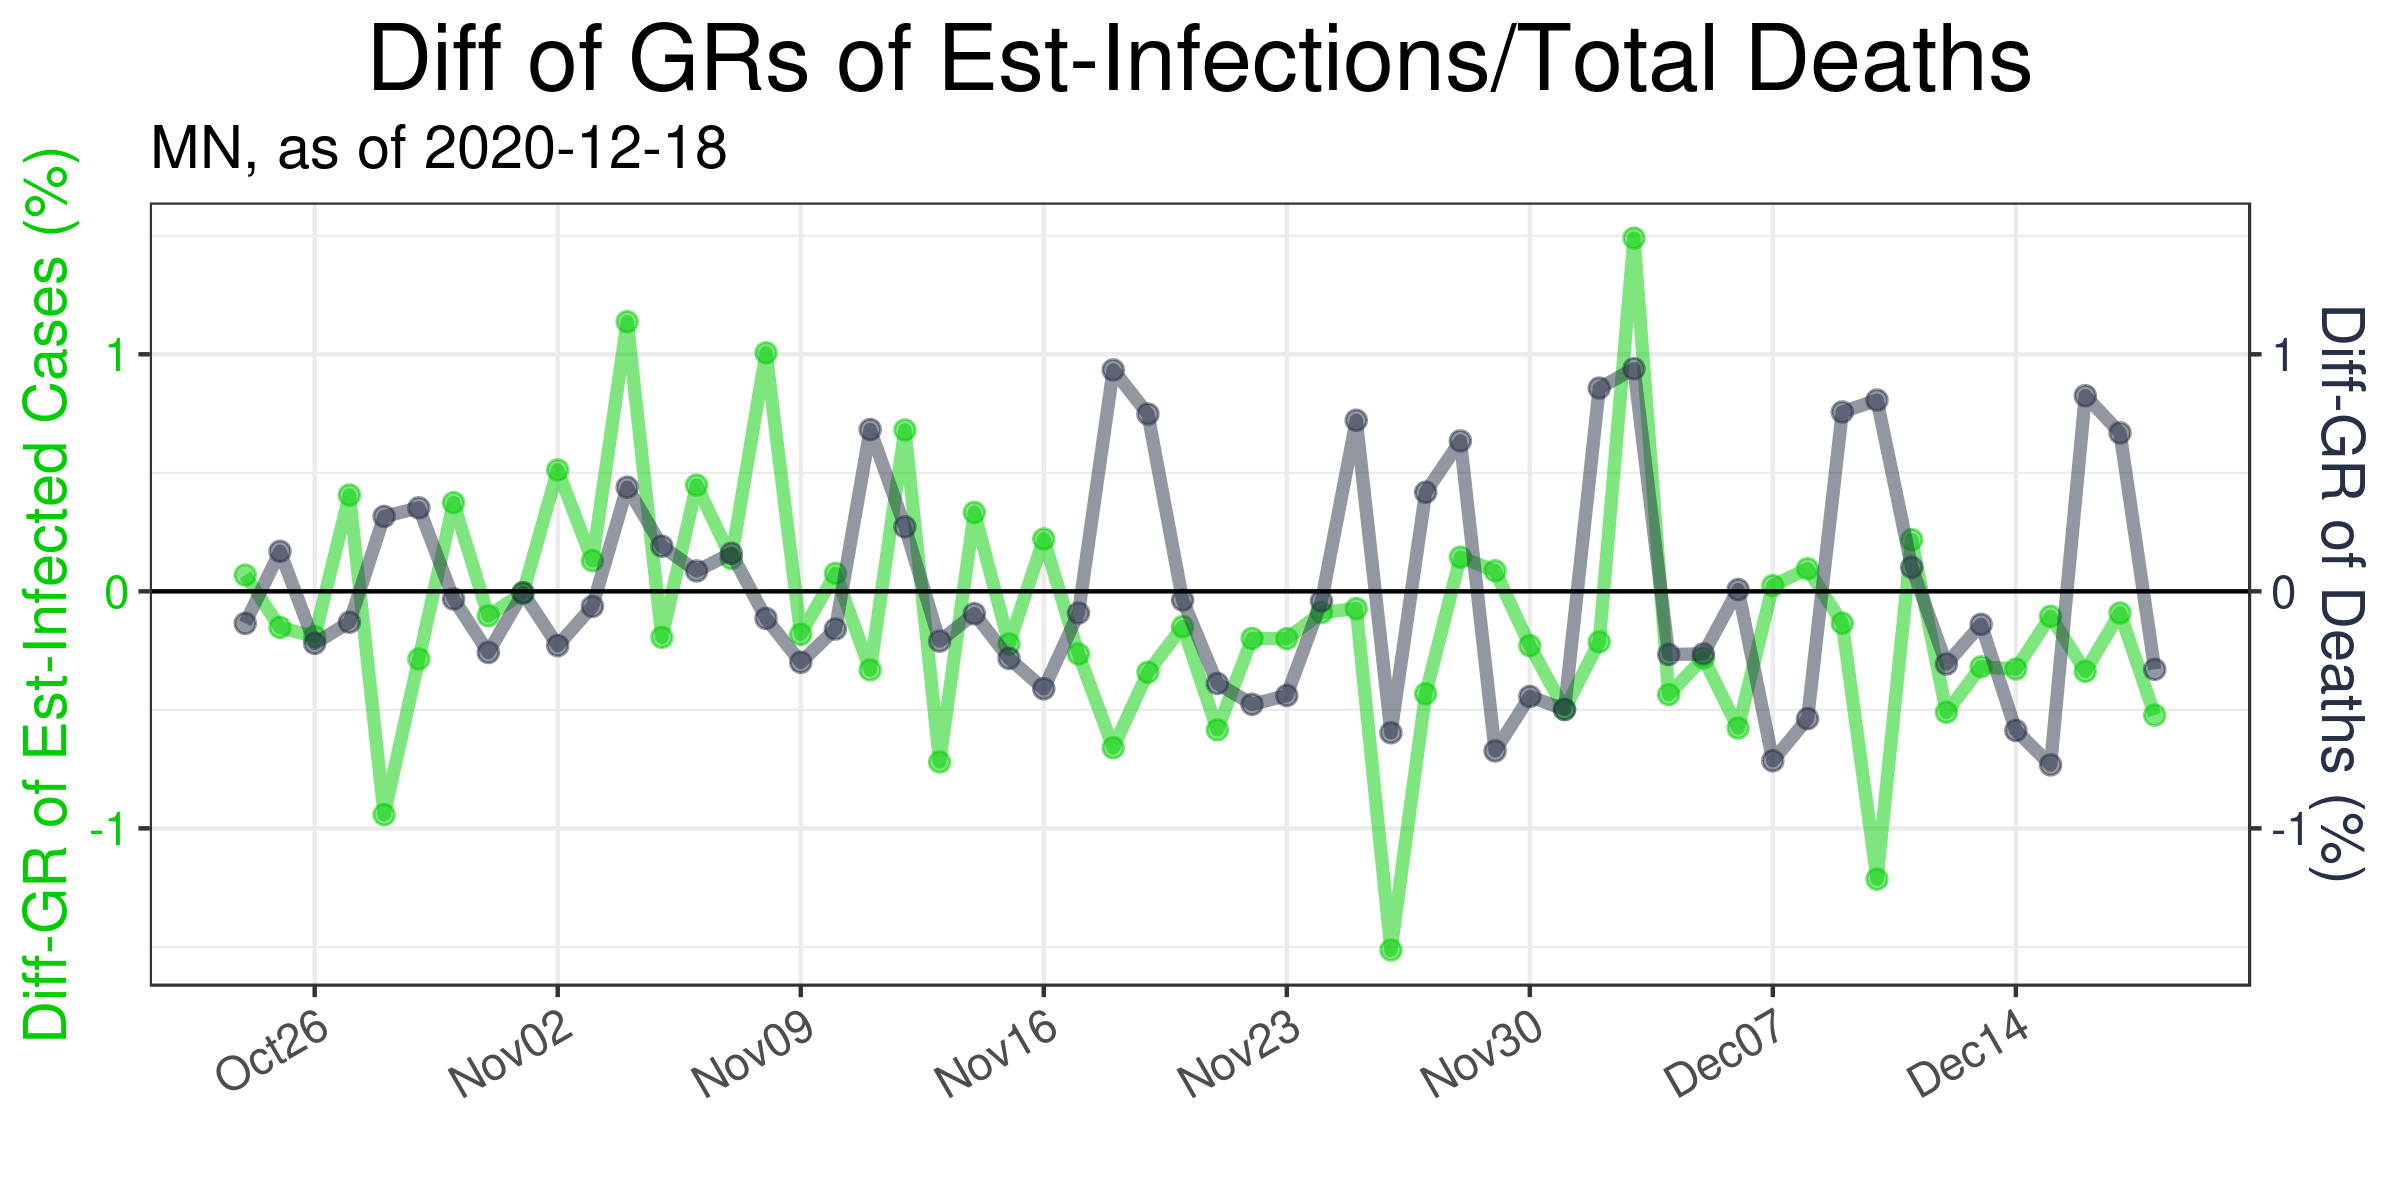 Diff of GRs of Est-Infections/Total Deaths
MN, as of 2020-12-18
Diff-GR of Est-Infected Cases (%)
1
0
-1
1
0
-1
Diff-GR of Deaths (%)
Oct26
Nov02
Nov09
Nov16
Nov23
Nov30
Dec07
Dec14